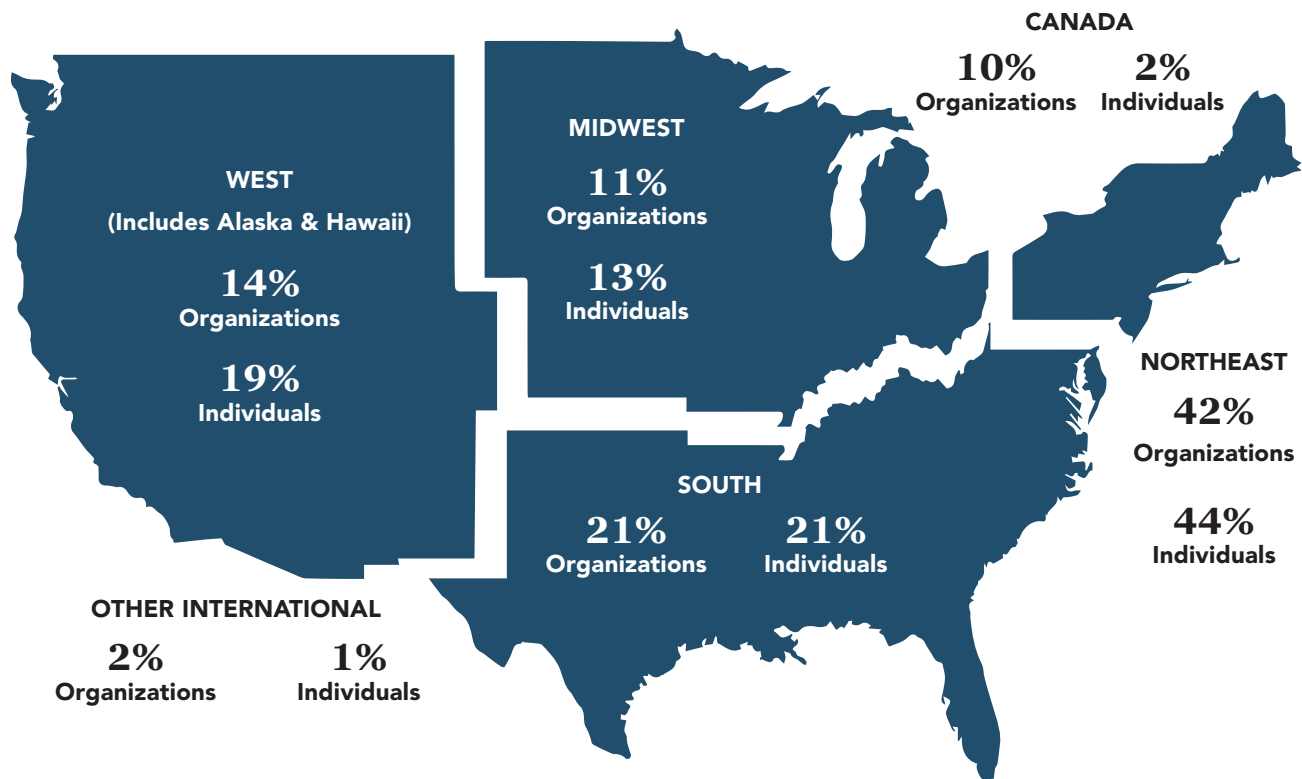 CANADA
10% 2%
Organizations Individuals
MIDWEST
11%
Organizations
13%
Individuals
WEST
(Includes Alaska & Hawaii)
14%
Organizations
19%
Individuals
NORTHEAST
42%
Organizations
44%
Individuals
SOUTH
21% 21%
Organizations Individuals
OTHER INTERNATIONAL
2% 1%
Organizations Individuals